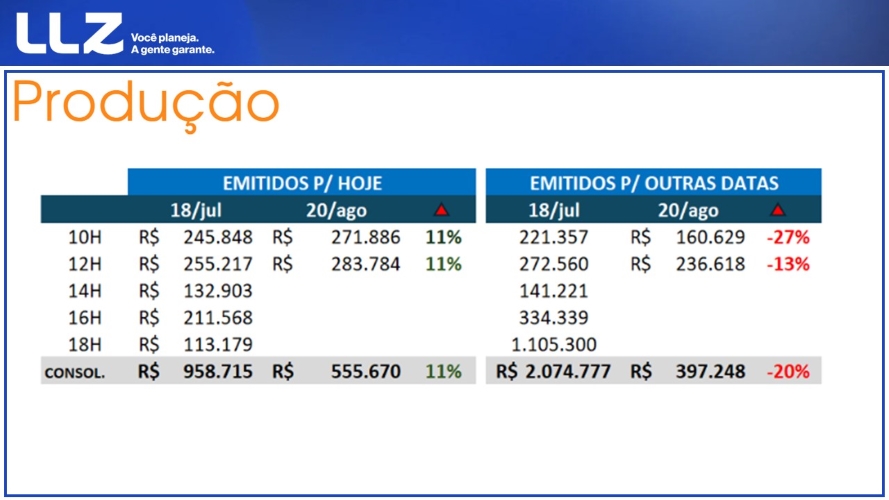 LLZ Você planeja.
A gente garante.
Produção
EMITIDOS P/ HOJE EMITIDOS P/ OUTRAS DATAS
18/jul 20/ago 18/jul 20/ago
10H R$ 245.848 R$ 271.886 11% 221.357 R$ 160.629 -27%
12H R$ 255.217 R$ 283.784 11% 272.560 R$ 236.618 -13%
14H R$ 132.903 141.221
16H R$ 211.568 334.339
18H R$ 113.179 1.105.300
CONSOL. R$ 958.715 R$ 555.670 11% R$ 2.074.777 R$ 397.248 -20%